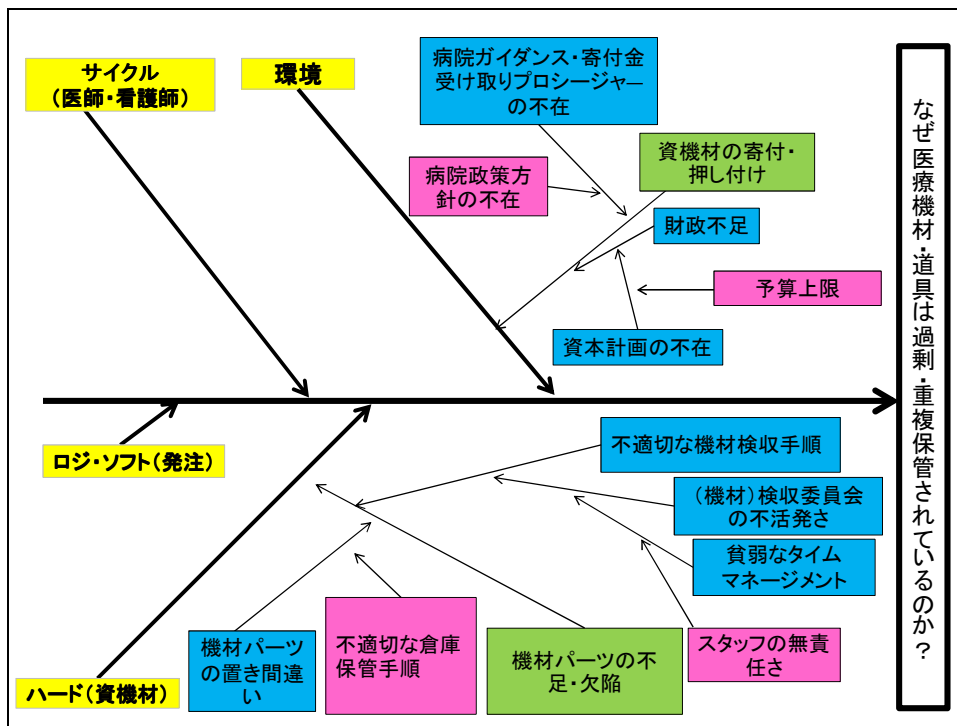 サイクル
（医師・看護師）
環境
病院ガイダンス・寄付金
受け取りプロシージャ―
の不在
資機材の寄付・
押し付け
病院政策方
針の不在
財政不足
予算上限
資本計画の不在
なぜ医療機材・道具は過剰・重複保管されているのか？
ロジ・ソフト（発注）
不適切な機材検収手順
（機材）検収委員会
の不活発さ
貧弱なタイム
マネージメント
機材パーツ
の置き間違
い
不適切な倉庫
保管手順
機材パーツの不
足・欠陥
スタッフの無責
任さ
ハード（資機材）